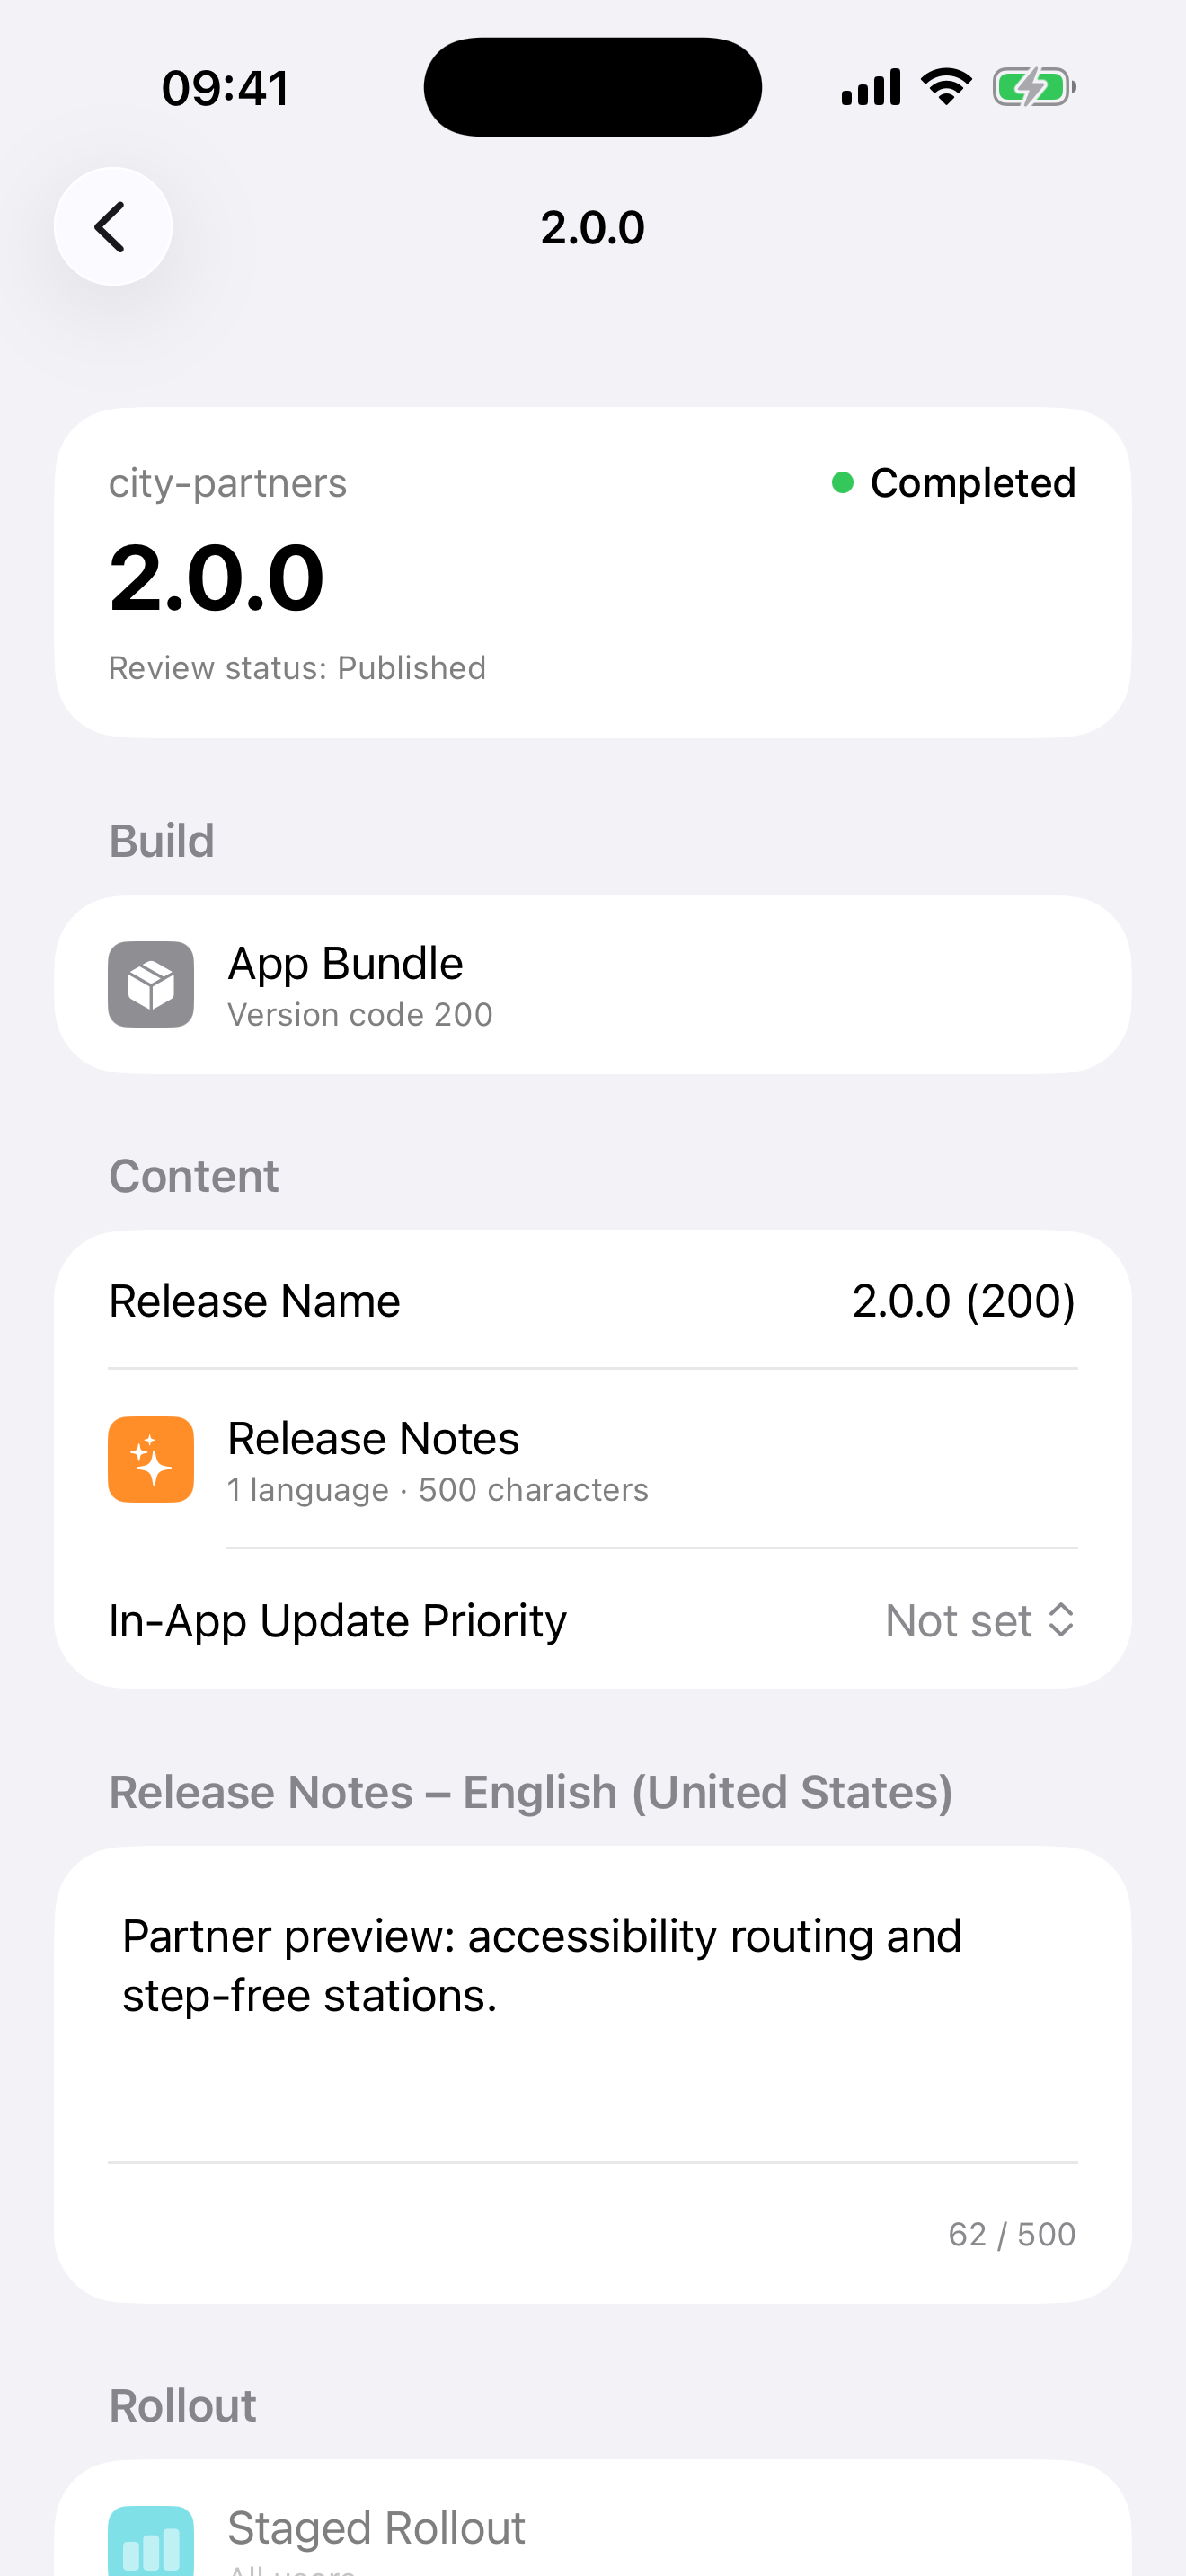 09:41
2.0.0
city-partners
Completed
2.0.0
Review status: Published
Build
App Bundle
Version code 200
Content
Release Name
2.0.0 (200)
Release Notes
1 language · 500 characters
In-App Update Priority
Not set
Release Notes – English (United States)
Partner preview: accessibility routing and
step-free stations.
62 / 500
Rollout
Staged Rollout
All users